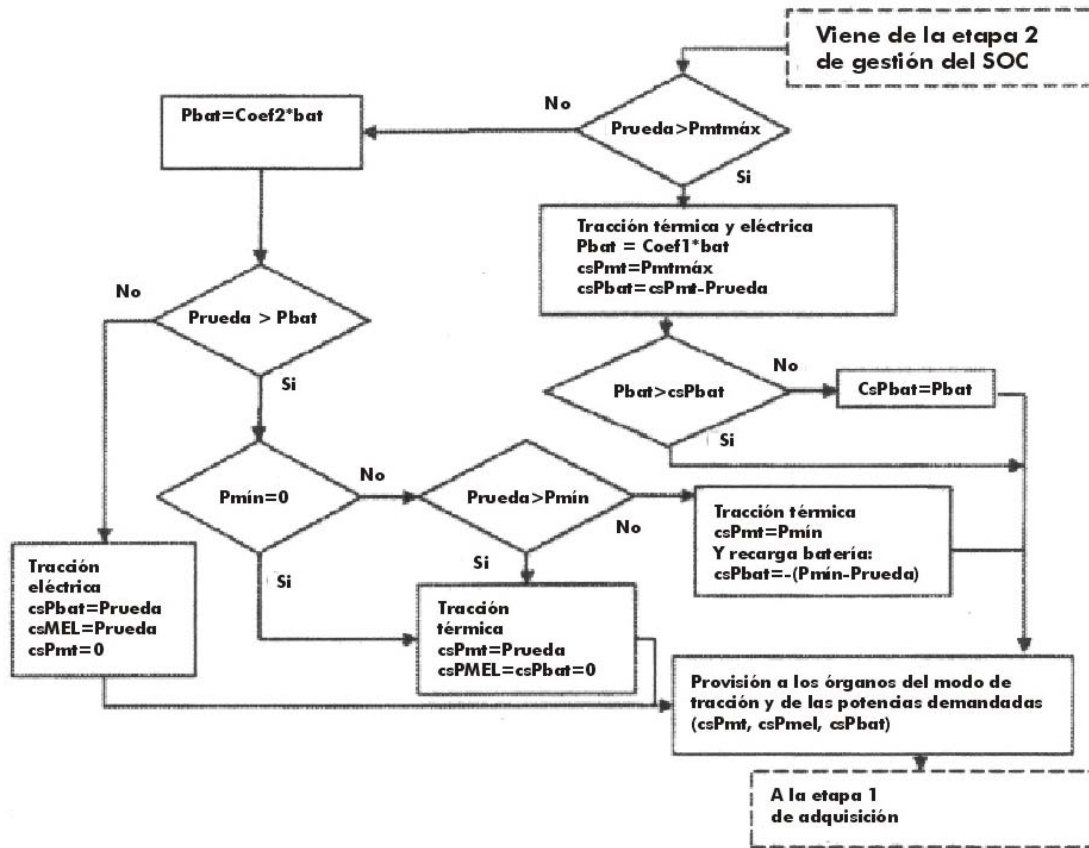 Viene de la etapa 2
de gestión del SOC
No
Pbat=Coef2*bat
Prueda>Pmtmáx
Si
Tracción térmica y eléctrica
Pbat = Coef1*bat
csPmt=Pmtmáx
csPbat=csPmt-Prueda
No
Prueda > Pbat
Si
No
Pbat>csPbat
CsPbat=Pbat
Si
Pmín=0
No
Prueda>Pmín
No
Tracción térmica
csPmt=Pmín
Y recarga batería:
csPbat=-(Pmín-Prueda)
Si
Si
Tracción
eléctrica
csPbat=Prueda
csMEL=Prueda
csPmt=0
Tracción
térmica
csPmt=Prueda
csPMEL=csPbat=0
Provisión a los órganos del modo de
tracción y de las potencias demandadas
(csPmt, csPmel, csPbat)
A la etapa 1
de adquisición